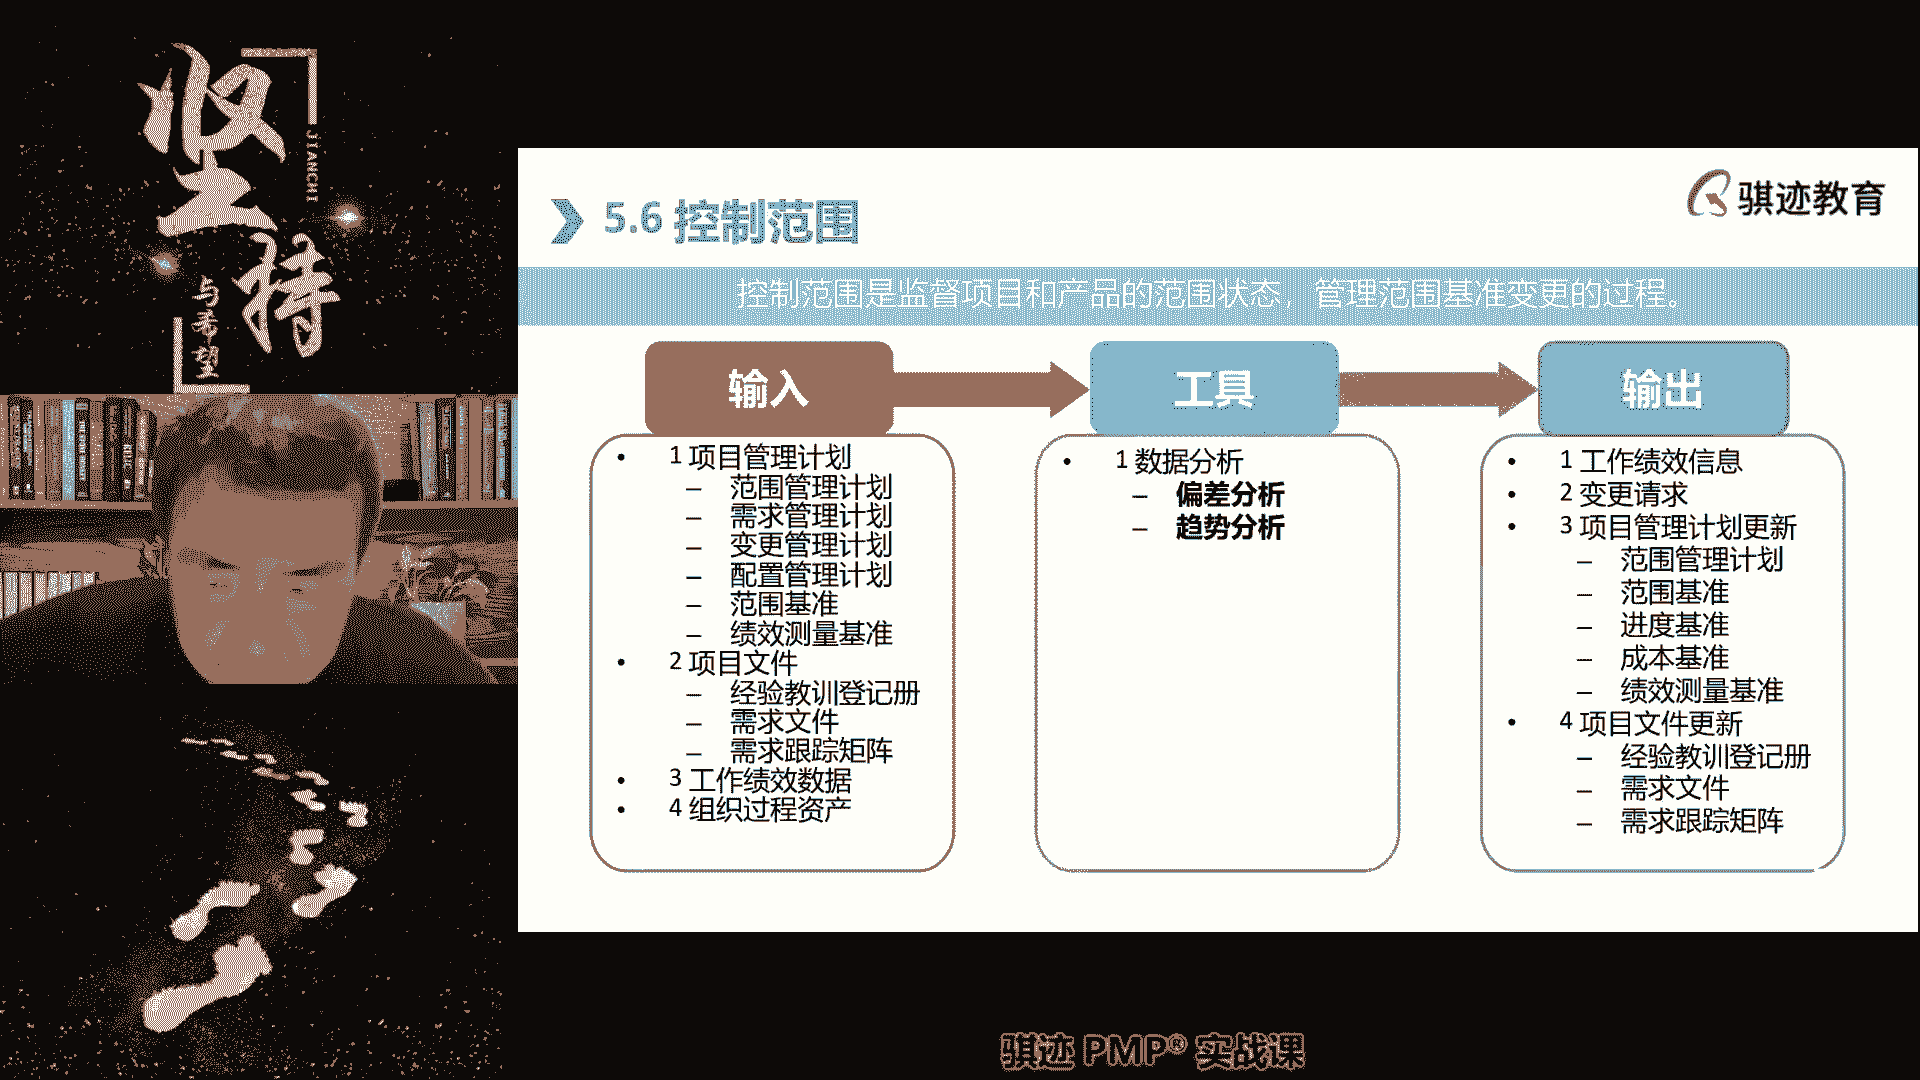 坚
持
JIANCHI
与希望
骐迹教育
5.6 控制范围
控制范围是监督项目和产品的范围状态，管理范围基准变更的过程。
输入
• 1 项目管理计划
– 范围管理计划
– 需求管理计划
– 变更管理计划
– 配置管理计划
– 范围基准
– 绩效测量基准
• 2 项目文件
– 经验教训登记册
– 需求文件
– 需求跟踪矩阵
• 3 工作绩效数据
• 4 组织过程资产
工具
• 1 数据分析
– 偏差分析
– 趋势分析
输出
• 1 工作绩效信息
• 2 变更请求
• 3 项目管理计划更新
– 范围管理计划
– 范围基准
– 进度基准
– 成本基准
– 绩效测量基准
• 4 项目文件更新
– 经验教训登记册
– 需求文件
– 需求跟踪矩阵
骐迹 PMP® 实战课